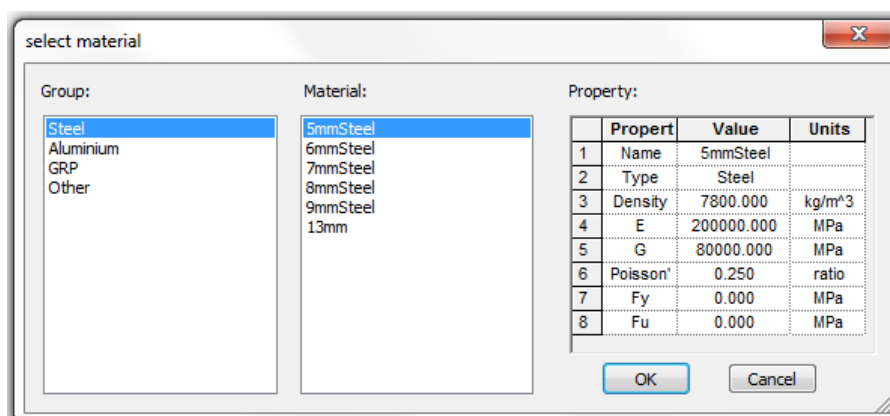 select material
Group:
Steel
Aluminium
GRP
Other
Material:
5mmSteel
6mmSteel
7mmSteel
8mmSteel
9mmSteel
13mm
Property:
Propert Value Units
1 Name 5mmSteel
2 Type Steel
3 Density 7800.000 kg/m^3
4 E 200000.000 MPa
5 G 80000.000 MPa
6 Poisson' 0.250 ratio
7 Fy 0.000 MPa
8 Fu 0.000 MPa
OK Cancel